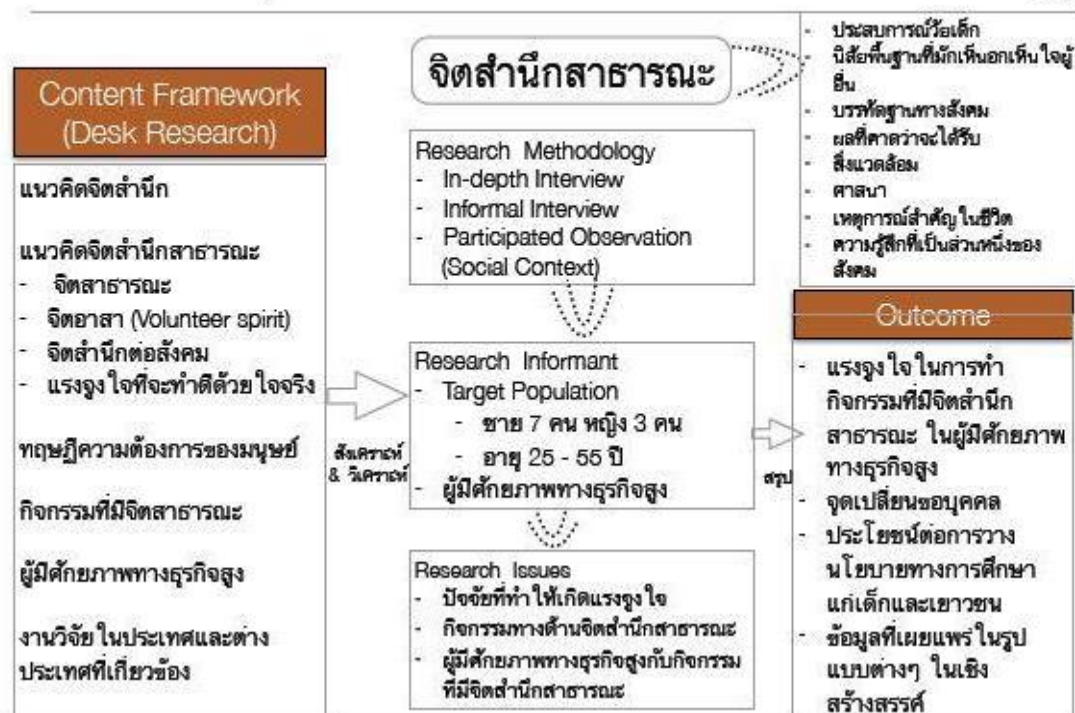 Content Framework
(Desk Research)
แนวคิดจิตสำนึก
แนวคิดจิตสำนึกสาธารณะ
- จิตสาธารณะ
- จิตอาสา (Volunteer spirit)
- จิตสำนึกต่อสังคม
- แรงจูงใจที่จะทำดีด้วยใจจริง
ทฤษฎีความต้องการของมนุษย์
กิจกรรมที่มีจิตสาธารณะ
ผู้มีศักยภาพทางธุรกิจสูง
งานวิจัยในประเทศและต่าง
ประเทศที่เกี่ยวข้อง
สังเคราะห์
& วิเคราะห์
จิตสำนึกสาธารณะ
Research Methodology
- In-depth Interview
- Informal Interview
- Participated Observation
(Social Context)
Research Informant
- Target Population
- ชาย 7 คน หญิง 3 คน
- อายุ 25 - 55 ปี
- ผู้มีศักยภาพทางธุรกิจสูง
Research Issues
- ปัจจัยที่ทำให้เกิดแรงจูงใจ
- กิจกรรมทางด้านจิตสำนึกสาธารณะ
- ผู้มีศักยภาพทางธุรกิจสูงกับกิจกรรม
ที่มีจิตสำนึกสาธารณะ
สรุป
- ประสบการณ์วัยเด็ก
- นิสัยพื้นฐานที่มักเห็นอกเห็นใจผู้
อื่น
- บรรทัดฐานทางสังคม
- ผลที่คาดว่าจะได้รับ
- สิ่งแวดล้อม
- ศาสนา
- เหตุการณ์สำคัญในชีวิต
- ความรู้สึกที่เป็นส่วนหนึ่งของ
สังคม
Outcome
- แรงจูงใจในการทำ
กิจกรรมที่มีจิตสำนึก
สาธารณะ ในผู้มีศักยภาพ
ทางธุรกิจสูง
- จุดเปลี่ยนขอบุคคล
- ประโยชน์ต่อการวาง
นโยบายทางการศึกษา
แก่เด็กและเยาวชน
- ข้อมูลที่เผยแพร่ในรูป
แบบต่างๆ ในเชิง
สร้างสรรค์